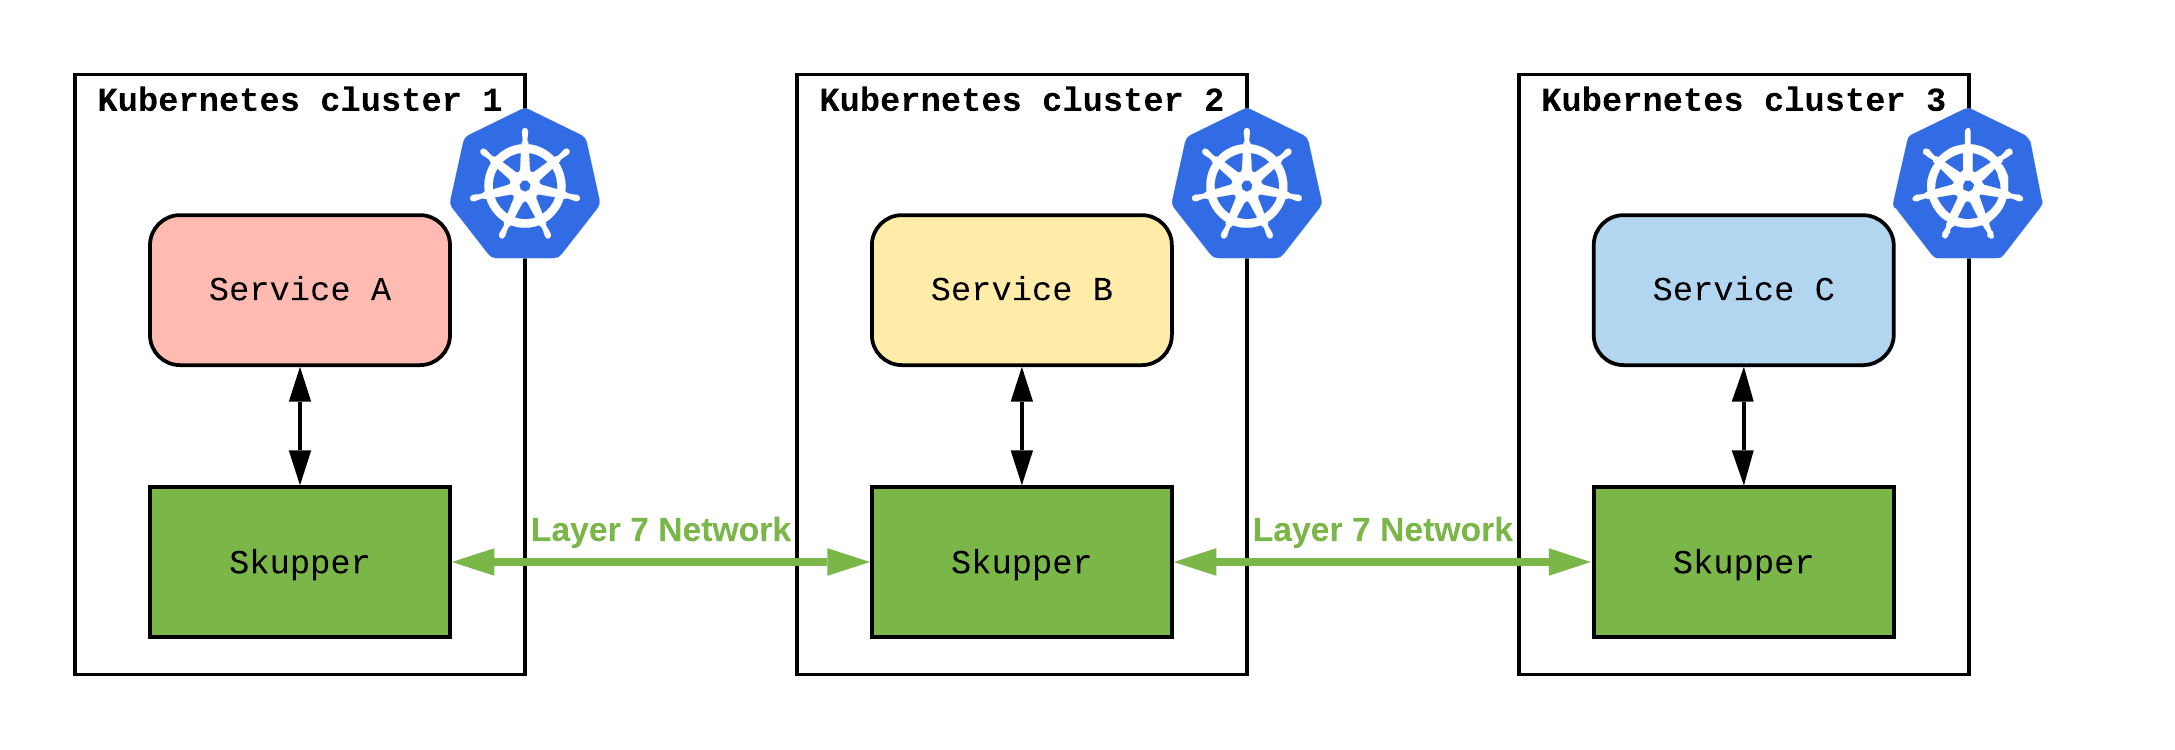 Kubernetes cluster 1
Kubernetes cluster 2
Kubernetes cluster 3
Service A
Service B
Service C
Layer 7 Network
Layer 7 Network
Skupper
Skupper
Skupper